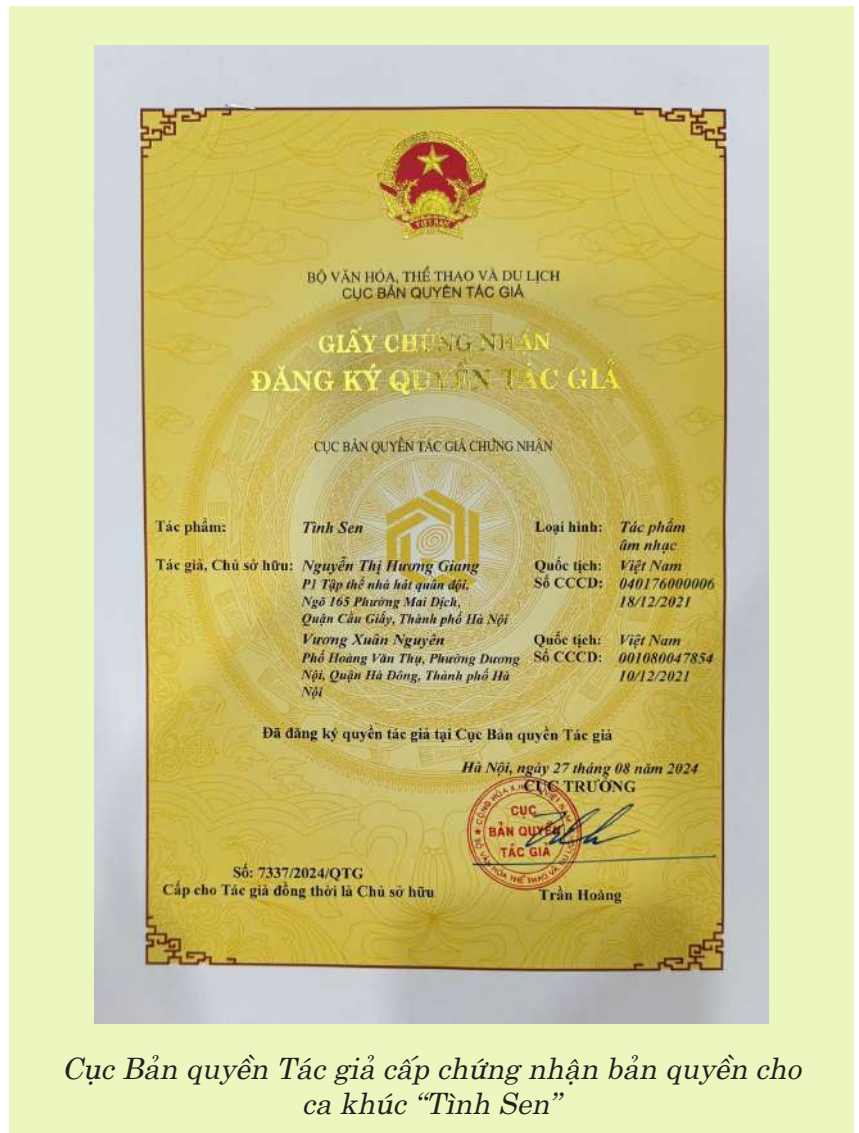 VIỆT NAM
BỘ VĂN HÓA, THỂ THAO VÀ DU LỊCH
CỤC BẢN QUYỀN TÁC GIẢ
GIẤY CHỨNG NHẬN
ĐĂNG KÝ QUYỀN TÁC GIẢ
CỤC BẢN QUYỀN TÁC GIẢ CHỨNG NHẬN
Tác phẩm: Tình Sen Loại hình: Tác phẩm
âm nhạc
Tác giả, Chủ sở hữu: Nguyễn Thị Hương Giang Quốc tịch: Việt Nam
P1 Tập thể nhà hát quân đội, Số CCCD: 040176000006
Ngõ 165 Phường Mai Dịch, 18/12/2021
Quận Cầu Giấy, Thành phố Hà Nội
Vương Xuân Nguyên Quốc tịch: Việt Nam
Phố Hoàng Văn Thụ, Phường Dương Số CCCD: 001080047854
Nội, Quận Hà Đông, Thành phố Hà 10/12/2021
Nội
Đã đăng ký quyền tác giả tại Cục Bản quyền Tác giả
Hà Nội, ngày 27 tháng 08 năm 2024
CỤC TRƯỞNG
CỤC
BẢN QUYỀN
TÁC GIẢ
Số: 7337/2024/QTG
Cấp cho Tác giả đồng thời là Chủ sở hữu
Trần Hoàng
Cục Bản quyền Tác giả cấp chứng nhận bản quyền cho
ca khúc “Tình Sen”